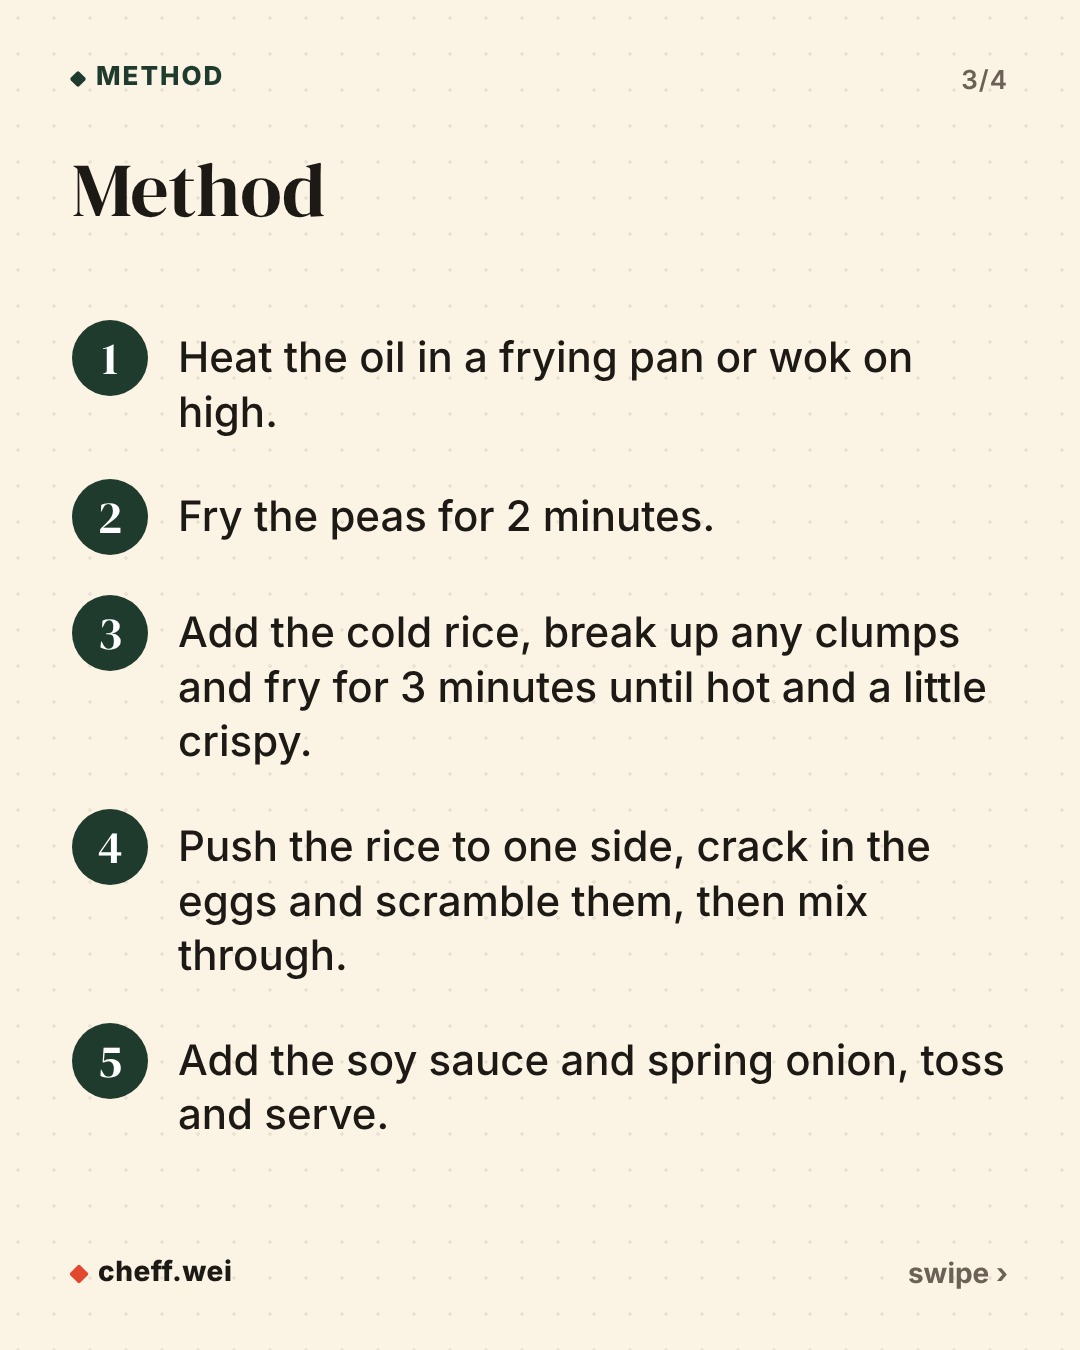 METHOD
3/4
Method
1
Heat the oil in a frying pan or wok on
high.
2
Fry the peas for 2 minutes.
3
Add the cold rice, break up any clumps
and fry for 3 minutes until hot and a little
crispy.
4
Push the rice to one side, crack in the
eggs and scramble them, then mix
through.
5
Add the soy sauce and spring onion, toss
and serve.
cheff.wei
swipe ›